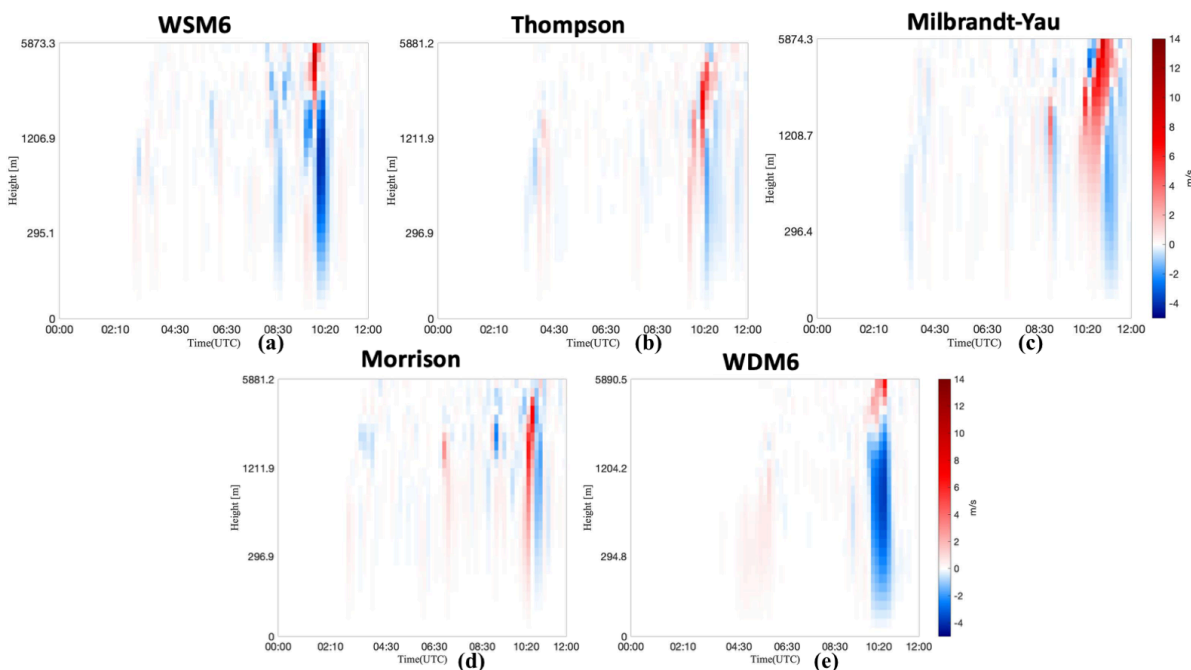 WSM6
Thompson
Milbrandt-Yau
5873.3
1206.9
295.1
0
Height [m]
00:00 02:10 04:30 06:30 08:30 10:20 12:00
Time(UTC)
(a)
5881.2
1211.9
296.9
0
Height [m]
00:00 02:10 04:30 06:30 08:30 10:20 12:00
Time(UTC)
(b)
5874.3
1208.7
296.4
0
Height [m]
00:00 02:10 04:30 06:30 08:30 10:20 12:00
Time(UTC)
(c)
14
12
10
8
6
4
2
0
-2
-4
m/s
Morrison
WDM6
5881.2
1211.9
296.9
0
Height [m]
00:00 02:10 04:30 06:30 08:30 10:20 12:00
Time(UTC)
(d)
5890.5
1204.2
294.8
0
Height [m]
00:00 02:10 04:30 06:30 08:30 10:20 12:00
Time(UTC)
(e)
14
12
10
8
6
4
2
0
-2
-4
m/s